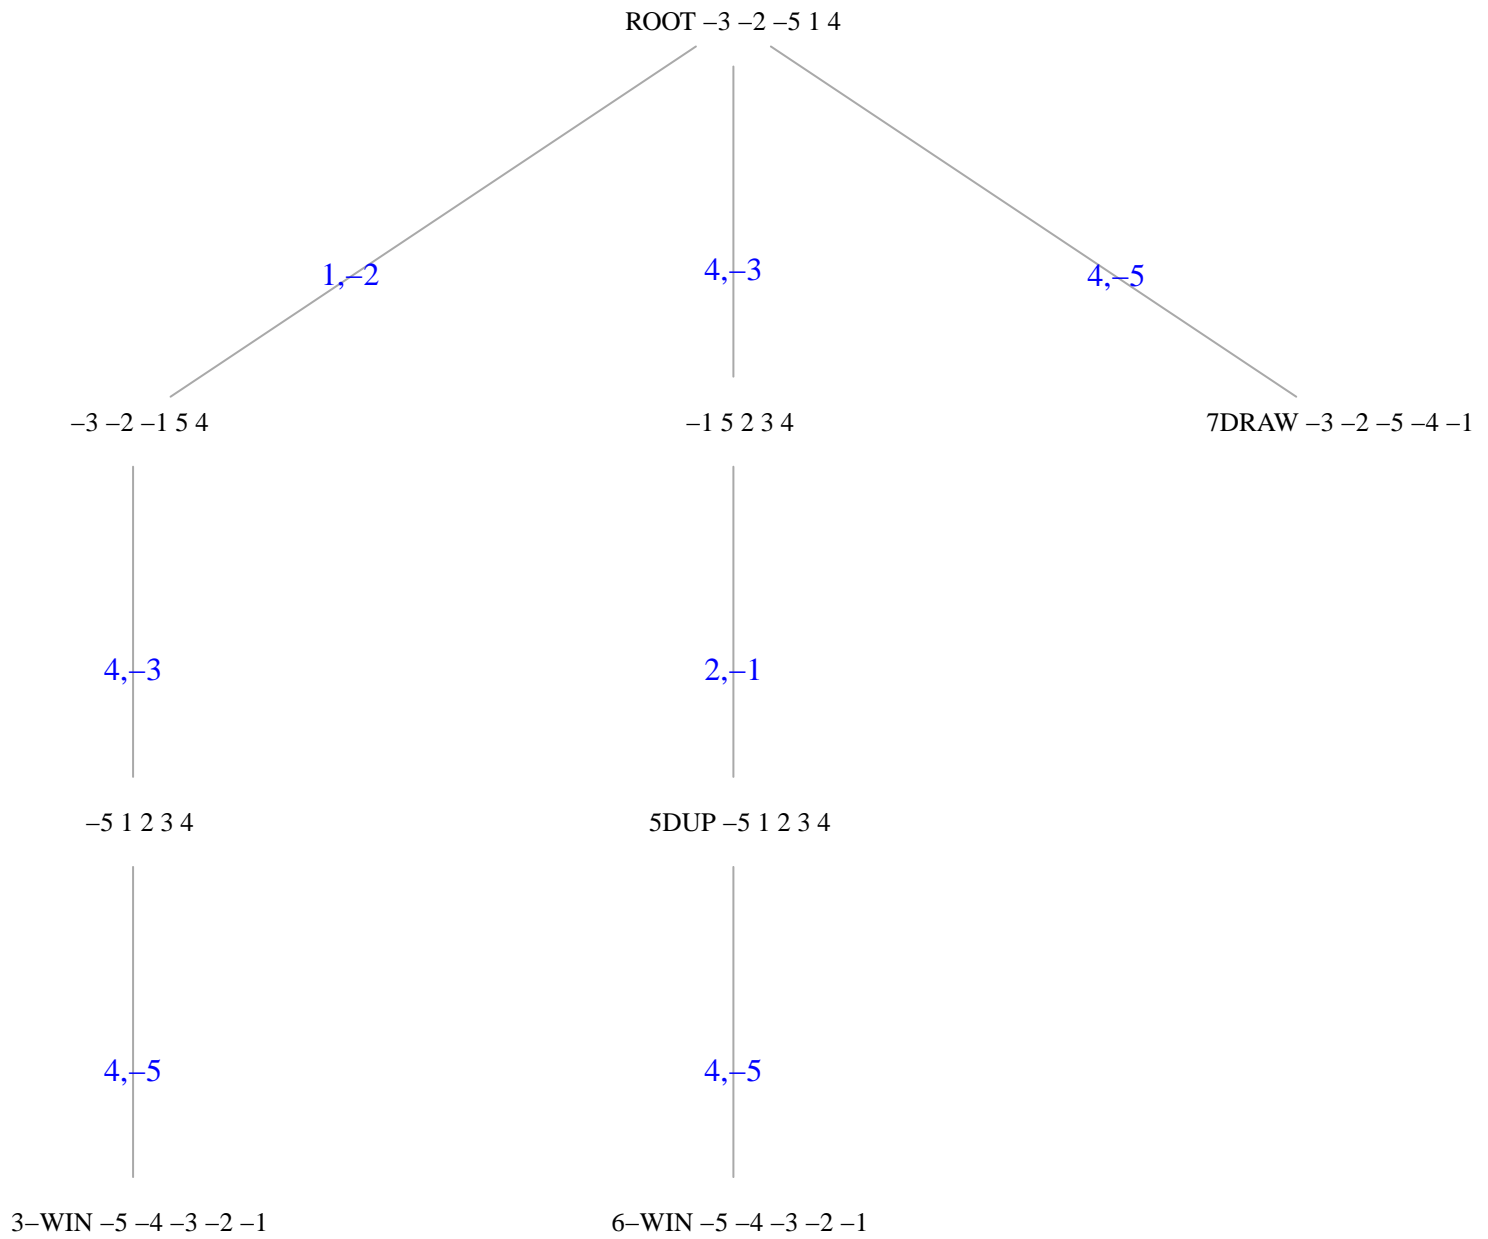 ROOT –3 –2 –5 1 4
1,–2
4,–3
4,–5
–3 –2 –1 5 4
–1 5 2 3 4
7DRAW –3 –2 –5 –4 –1
4,–3
2,–1
–5 1 2 3 4
5DUP –5 1 2 3 4
4,–5
4,–5
3–WIN –5 –4 –3 –2 –1
6–WIN –5 –4 –3 –2 –1